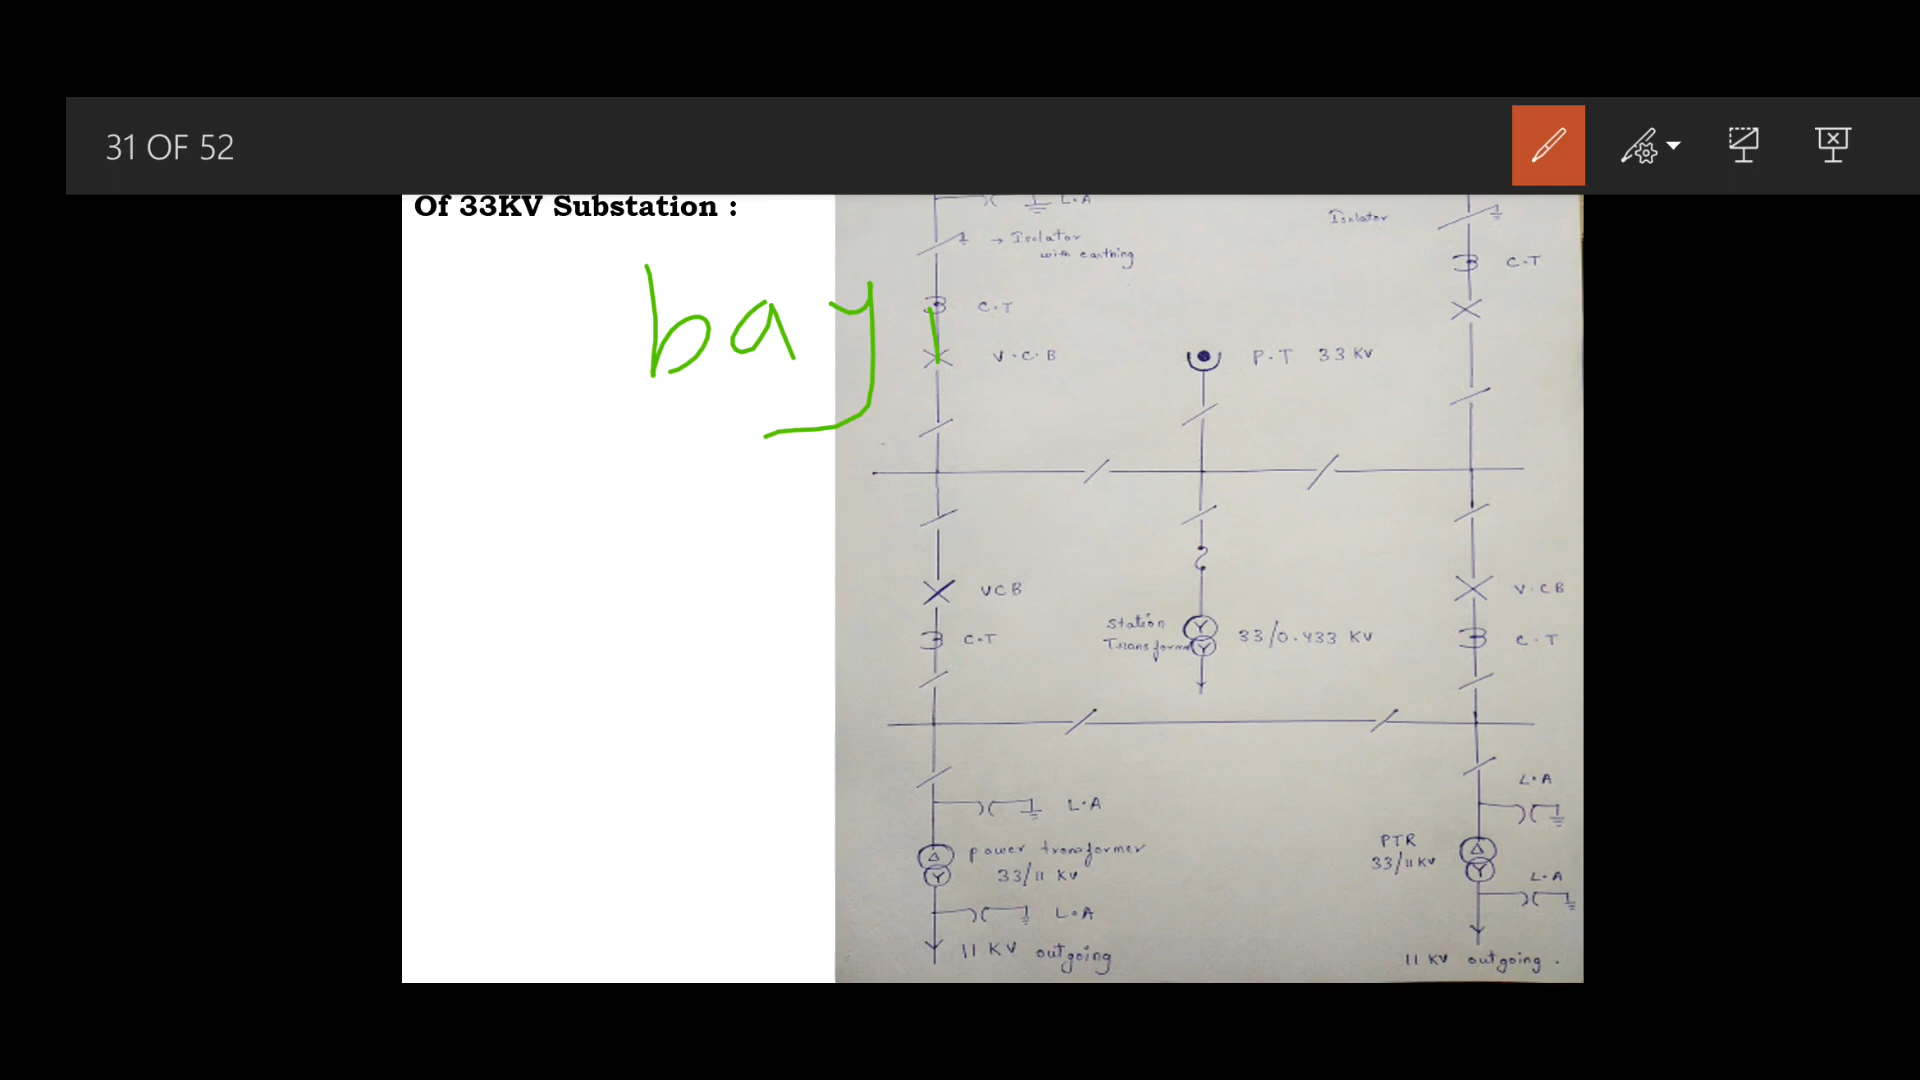 31 OF 52
Of 33KV Substation :
bay
L.A
→ Isolator
with earthing
Isolator
C.T
C.T
V.C.B
P.T 33 KV
VCB
V.CB
C.T
C.T
Station
Transformer
33/0.433 KV
L.A
L.A
Power transformer
33/11 KV
PTR
33/11 KV
L.A
L.A
11 KV outgoing
11 KV outgoing .